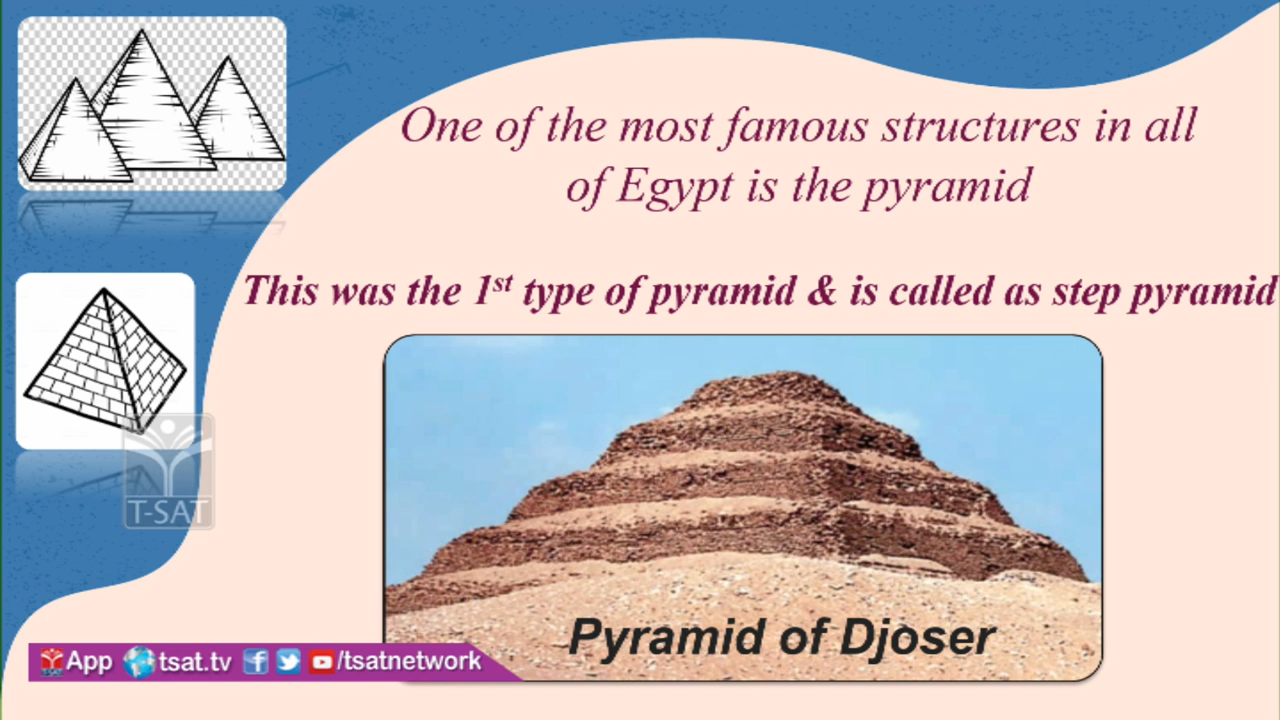 One of the most famous structures in all
of Egypt is the pyramid
This was the 1st type of pyramid & is called as step pyramid
Pyramid of Djoser
T-SAT
App tsat.tv /tsatnetwork